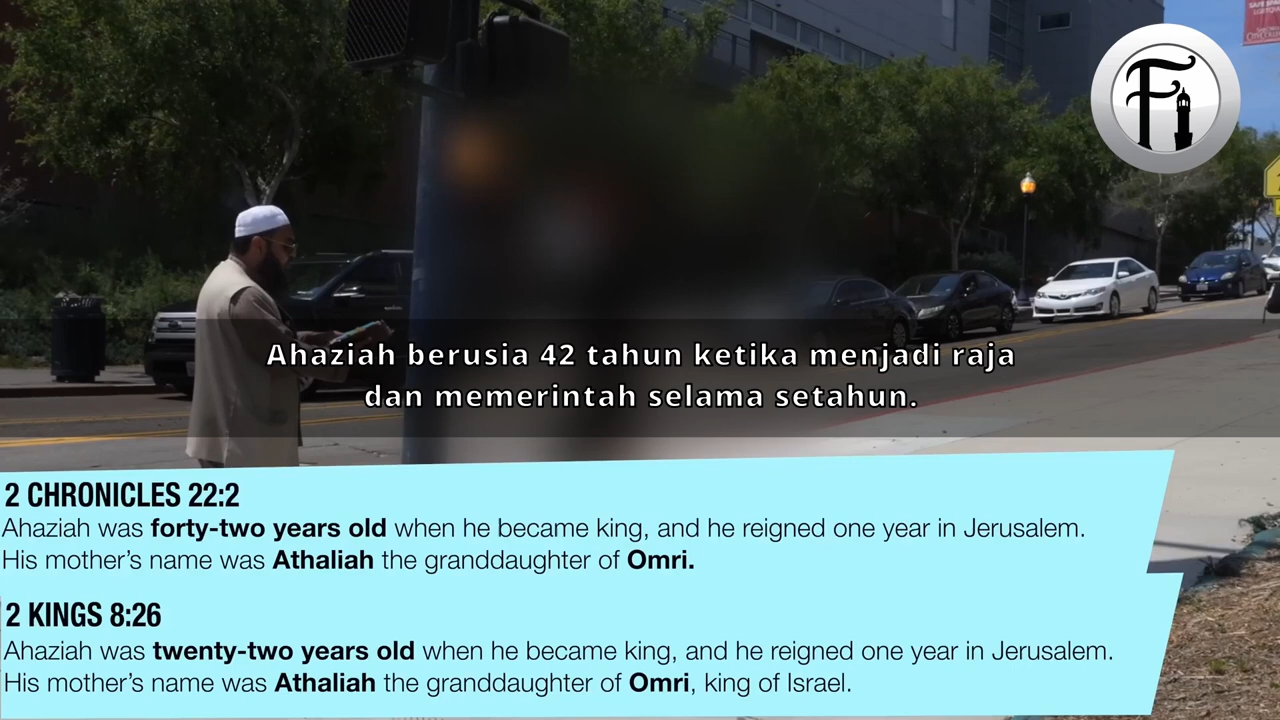 Fi
Ahaziah berusia 42 tahun ketika menjadi raja
dan memerintah selama setahun.
2 CHRONICLES 22:2
Ahaziah was forty-two years old when he became king, and he reigned one year in Jerusalem.
His mother's name was Athaliah the granddaughter of Omri.
2 KINGS 8:26
Ahaziah was twenty-two years old when he became king, and he reigned one year in Jerusalem.
His mother's name was Athaliah the granddaughter of Omri, king of Israel.